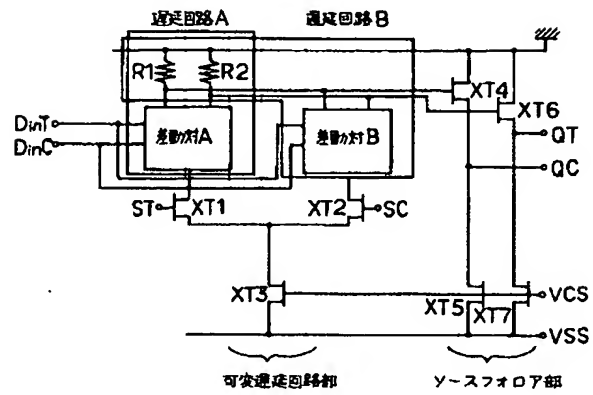 遅延回路A 遅延回路B
R1 R2
XT4
XT6
DinT
DinC
差動対A 差動対B
QT
QC
ST XT1 XT2 SC
XT3 XT5 XT7 VCS
VSS
可変遅延回路部 ソースフォロア部